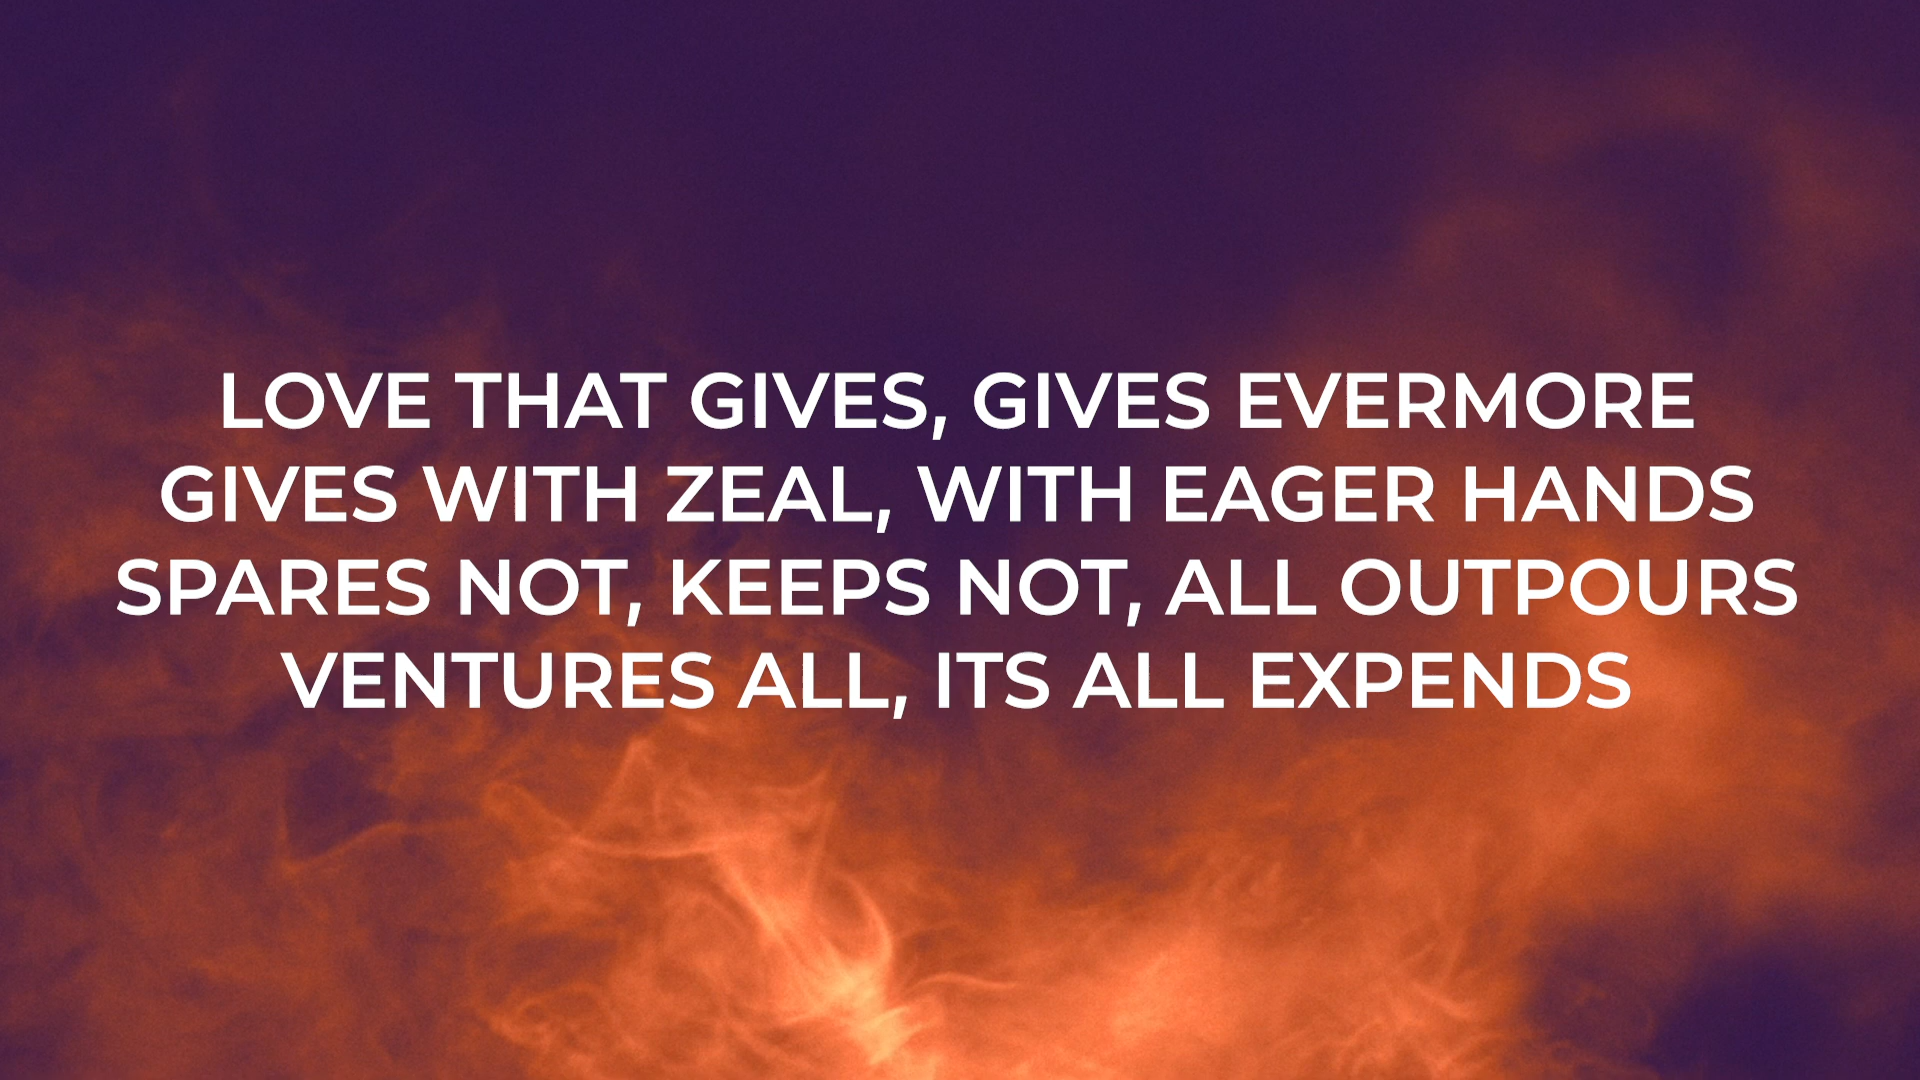 LOVE THAT GIVES, GIVES EVERMORE
GIVES WITH ZEAL, WITH EAGER HANDS
SPARES NOT, KEEPS NOT, ALL OUTPOURS
VENTURES ALL, ITS ALL EXPENDS